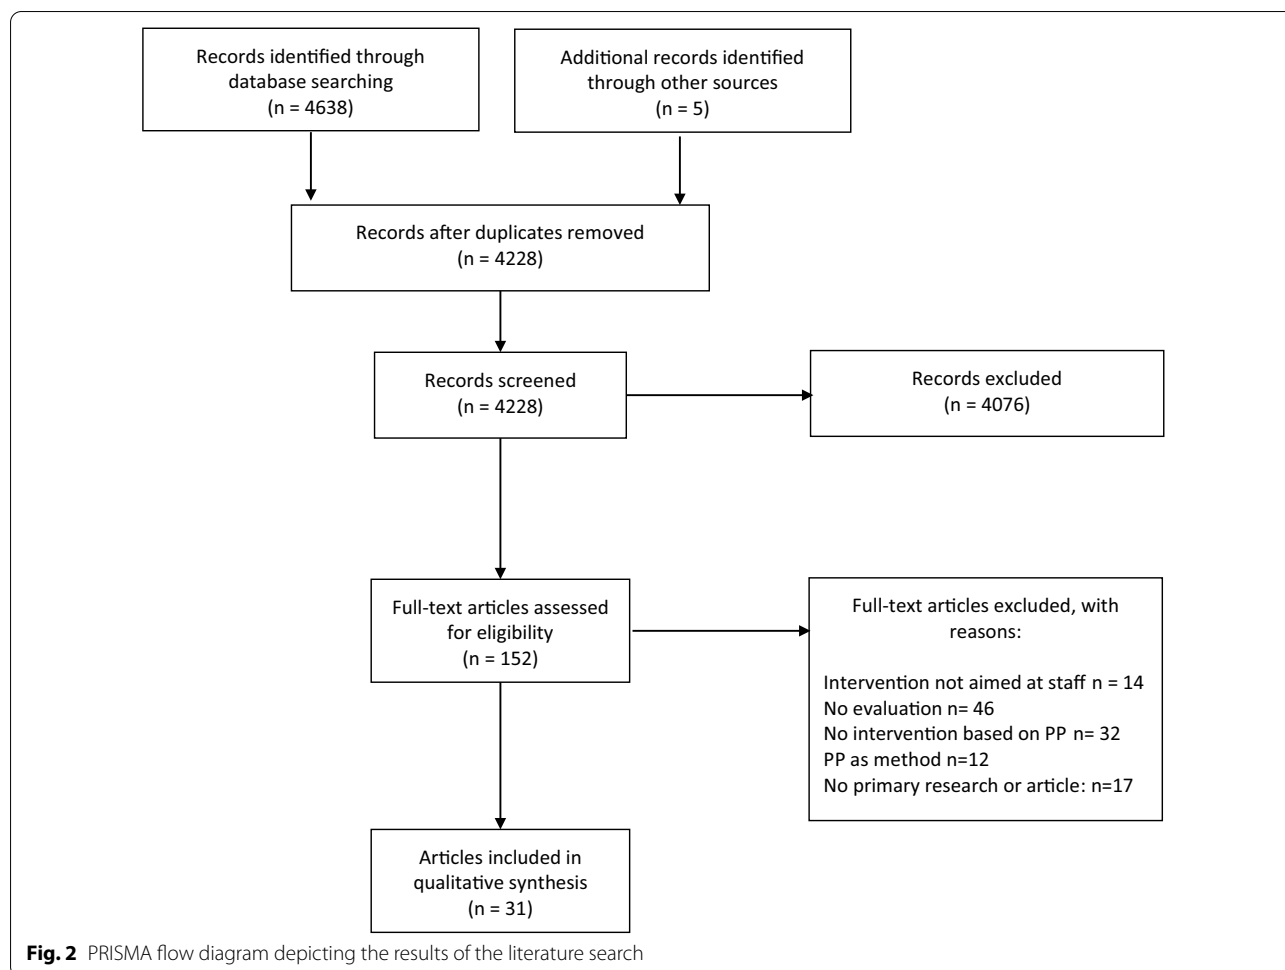 Records identified through
database searching
(n = 4638)
Additional records identified
through other sources
(n = 5)
Records after duplicates removed
(n = 4228)
Records screened
(n = 4228)
Records excluded
(n = 4076)
Full-text articles assessed
for eligibility
(n = 152)
Full-text articles excluded, with
reasons:
Intervention not aimed at staff n = 14
No evaluation n= 46
No intervention based on PP n= 32
PP as method n=12
No primary research or article: n=17
Articles included in
qualitative synthesis
(n = 31)
Fig. 2 PRISMA flow diagram depicting the results of the literature search